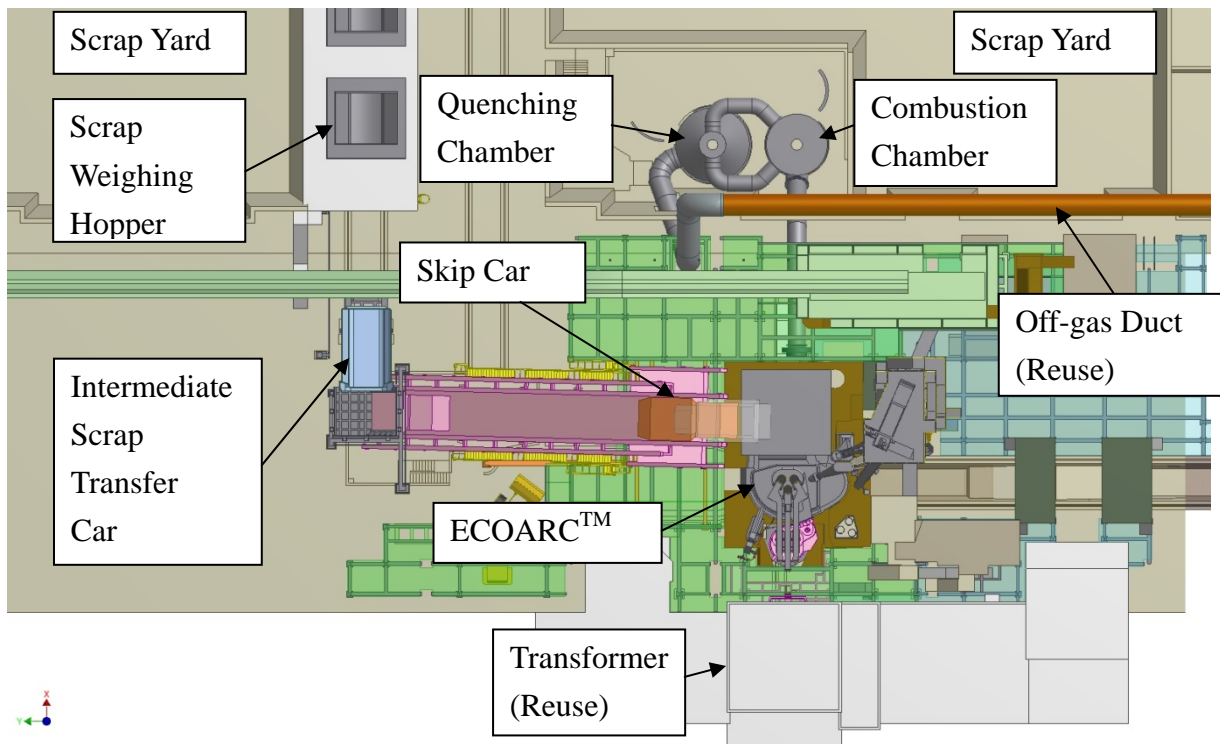 Scrap Yard
Scrap Yard
Quenching
Chamber
Combustion
Chamber
Scrap
Weighing
Hopper
Skip Car
Off-gas Duct
(Reuse)
Intermediate
Scrap
Transfer
Car
ECOARC™
Transformer
(Reuse)
X
Y